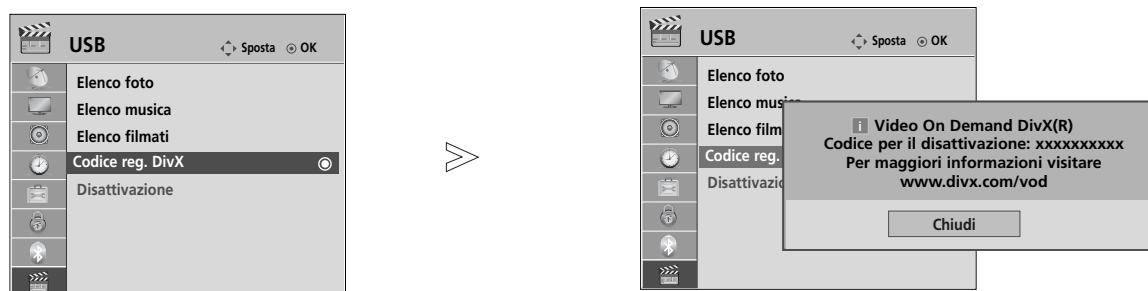 USB Sposta OK
Elenco foto
Elenco musica
Elenco filmati
Codice reg. DivX
Disattivazione
USB Sposta OK
Elenco foto
Elenco
Elenco film
Codice reg.
i Video On Demand DivX(R)
Codice per il disattivazione: xxxxxxxxxx
Per maggiori informazioni visitare
www.divx.com/vod
Chiudi